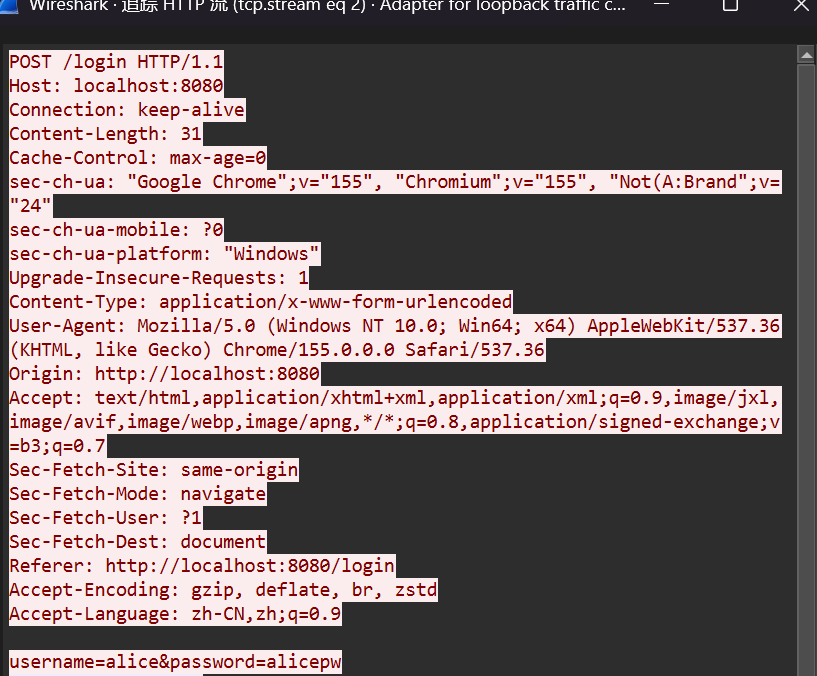 Wireshark · 追踪 HTTP 流 (tcp.stream eq 2) · Adapter for loopback traffic c...
POST /login HTTP/1.1
Host: localhost:8080
Connection: keep-alive
Content-Length: 31
Cache-Control: max-age=0
sec-ch-ua: "Google Chrome";v="155", "Chromium";v="155", "Not(A:Brand";v=
"24"
sec-ch-ua-mobile: ?0
sec-ch-ua-platform: "Windows"
Upgrade-Insecure-Requests: 1
Content-Type: application/x-www-form-urlencoded
User-Agent: Mozilla/5.0 (Windows NT 10.0; Win64; x64) AppleWebKit/537.36
(KHTML, like Gecko) Chrome/155.0.0.0 Safari/537.36
Origin: http://localhost:8080
Accept: text/html,application/xhtml+xml,application/xml;q=0.9,image/jxl,
image/avif,image/webp,image/apng,*/*;q=0.8,application/signed-exchange;v
=b3;q=0.7
Sec-Fetch-Site: same-origin
Sec-Fetch-Mode: navigate
Sec-Fetch-User: ?1
Sec-Fetch-Dest: document
Referer: http://localhost:8080/login
Accept-Encoding: gzip, deflate, br, zstd
Accept-Language: zh-CN,zh;q=0.9
username=alice&password=alicepw